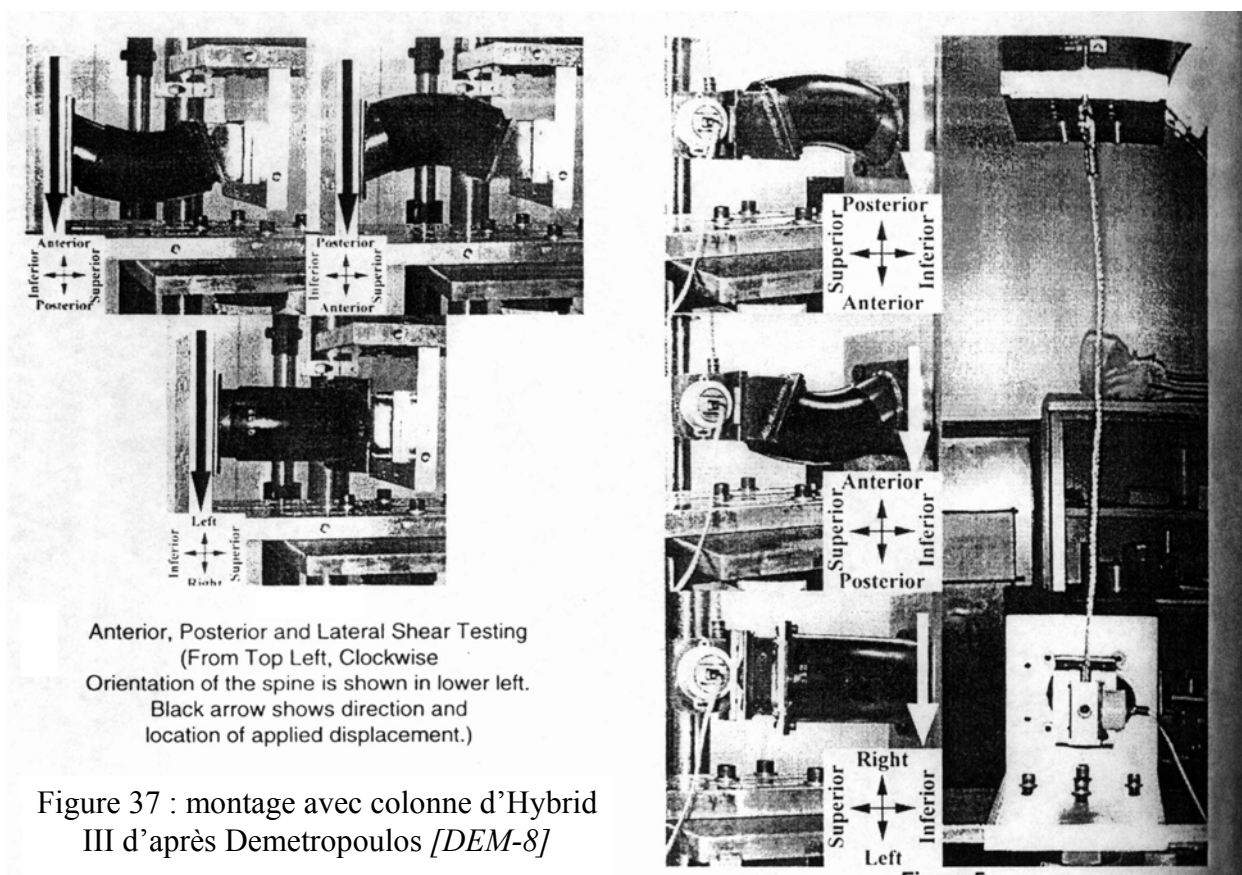 Anterior
Inferior
Superior
Posterior
Posterior
Inferior
Superior
Anterior
Left
Inferior
Superior
Right
Anterior, Posterior and Lateral Shear Testing
(From Top Left, Clockwise
Orientation of the spine is shown in lower left.
Black arrow shows direction and
location of applied displacement.)
Figure 37 : montage avec colonne d'Hybrid
III d'après Demetropoulos [DEM-8]
Posterior
Superior
Inferior
Anterior
Anterior
Superior
Inferior
Posterior
Right
Superior
Inferior
Left